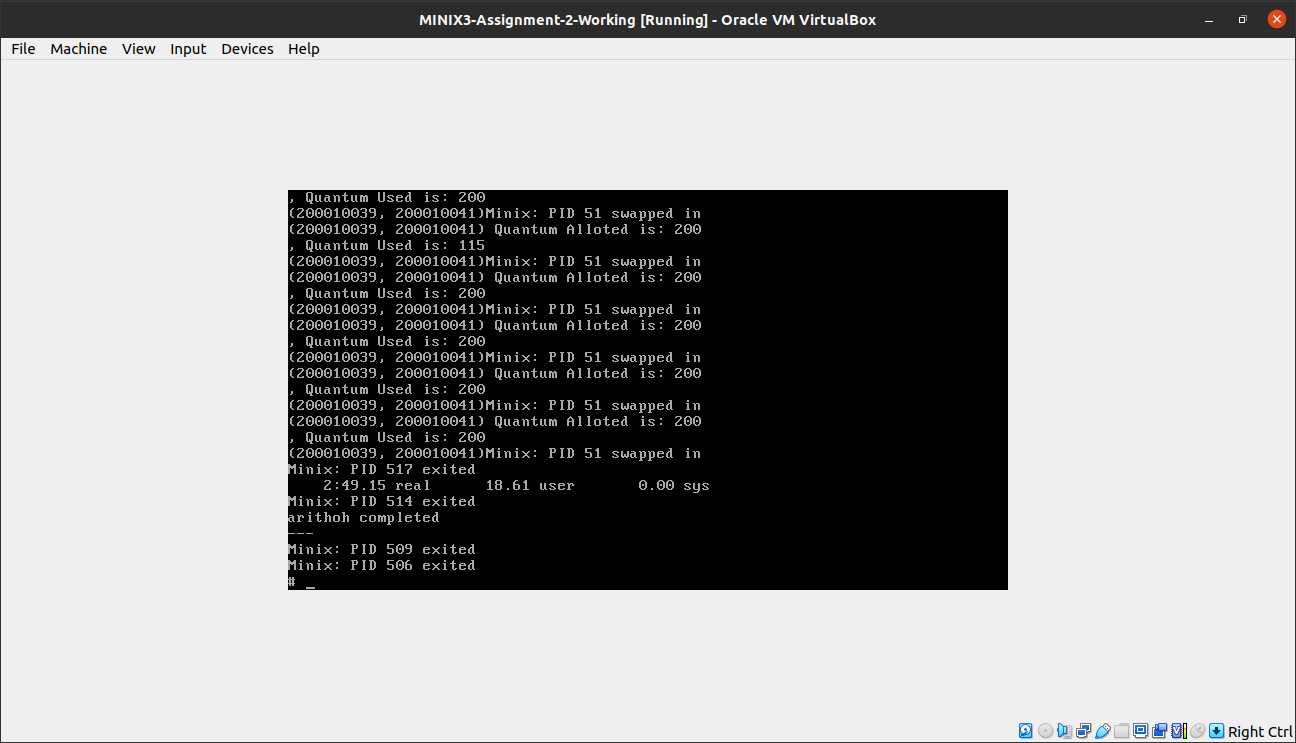 MINIX3-Assignment-2-Working [Running] - Oracle VM VirtualBox
File Machine View Input Devices Help
, Quantum Used is: 200
(200010039, 200010041)Minix: PID 51 swapped in
(200010039, 200010041) Quantum Alloted is: 200
, Quantum Used is: 115
(200010039, 200010041)Minix: PID 51 swapped in
(200010039, 200010041) Quantum Alloted is: 200
, Quantum Used is: 200
(200010039, 200010041)Minix: PID 51 swapped in
(200010039, 200010041) Quantum Alloted is: 200
, Quantum Used is: 200
(200010039, 200010041)Minix: PID 51 swapped in
(200010039, 200010041) Quantum Alloted is: 200
, Quantum Used is: 200
(200010039, 200010041)Minix: PID 51 swapped in
(200010039, 200010041) Quantum Alloted is: 200
, Quantum Used is: 200
(200010039, 200010041)Minix: PID 51 swapped in
Minix: PID 517 exited
2:49.15 real 18.61 user 0.00 sys
Minix: PID 514 exited
arithoh completed
---
Minix: PID 509 exited
Minix: PID 506 exited
# _
Right Ctrl